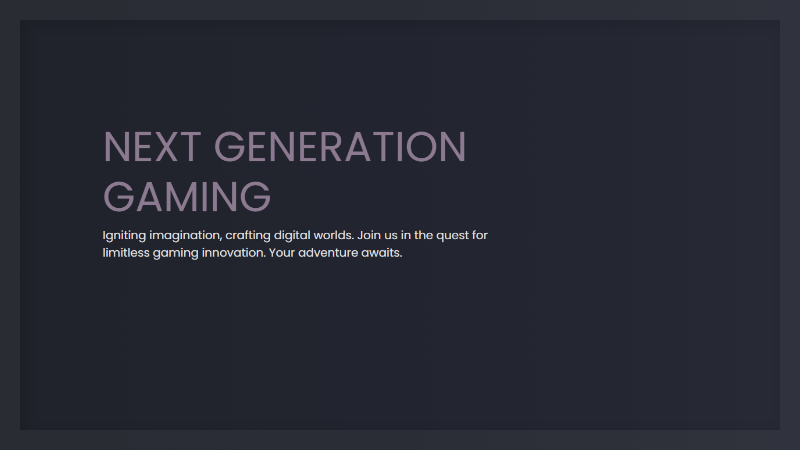 NEXT GENERATION
GAMING
Igniting imagination, crafting digital worlds. Join us in the quest for
limitless gaming innovation. Your adventure awaits.